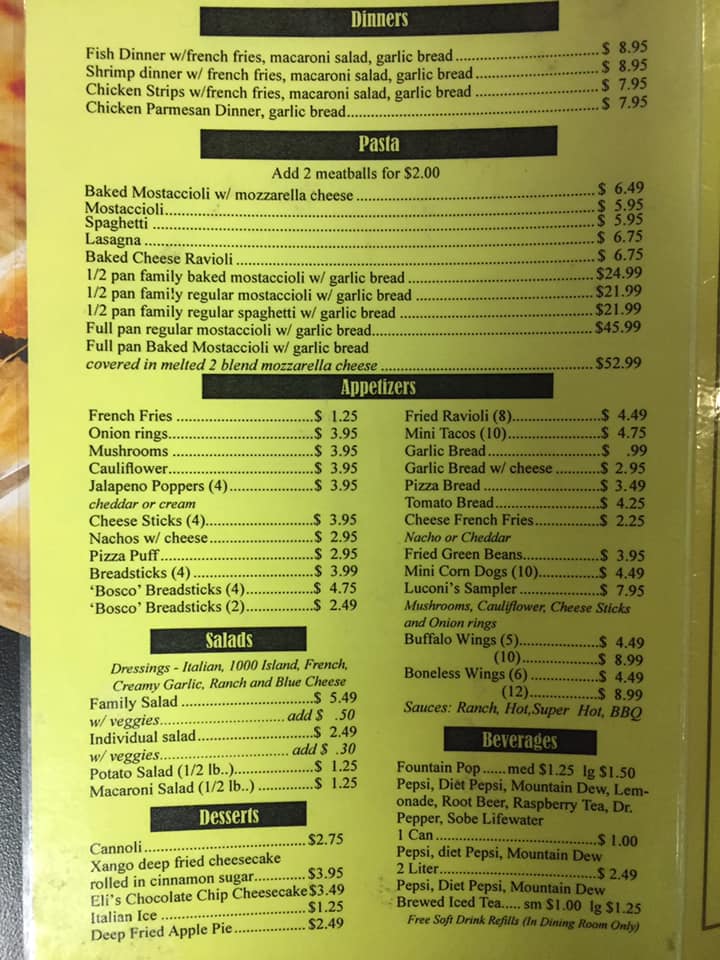 Dinners
Fish Dinner w/french fries, macaroni salad, garlic bread $ 8.95
Shrimp dinner w/ french fries, macaroni salad, garlic bread $ 8.95
Chicken Strips w/french fries, macaroni salad, garlic bread $ 7.95
Chicken Parmesan Dinner, garlic bread $ 7.95
Pasta
Add 2 meatballs for $2.00
Baked Mostaccioli w/ mozzarella cheese $ 6.49
Mostaccioli $ 5.95
Spaghetti $ 5.95
Lasagna $ 6.75
Baked Cheese Ravioli $ 6.75
1/2 pan family baked mostaccioli w/ garlic bread $24.99
1/2 pan family regular mostaccioli w/ garlic bread $21.99
1/2 pan family regular spaghetti w/ garlic bread $21.99
Full pan regular mostaccioli w/ garlic bread $45.99
Full pan Baked Mostaccioli w/ garlic bread
covered in melted 2 blend mozzarella cheese $52.99
Appetizers
French Fries $ 1.25
Onion rings $ 3.95
Mushrooms $ 3.95
Cauliflower $ 3.95
Jalapeno Poppers (4) $ 3.95
cheddar or cream
Cheese Sticks (4) $ 3.95
Nachos w/ cheese $ 2.95
Pizza Puff $ 2.95
Breadsticks (4) $ 3.99
'Bosco' Breadsticks (4) $ 4.75
'Bosco' Breadsticks (2) $ 2.49
Fried Ravioli (8) $ 4.49
Mini Tacos (10) $ 4.75
Garlic Bread $ .99
Garlic Bread w/ cheese $ 2.95
Pizza Bread $ 3.49
Tomato Bread $ 4.25
Cheese French Fries $ 2.25
Nacho or Cheddar
Fried Green Beans $ 3.95
Mini Corn Dogs (10) $ 4.49
Luconi's Sampler $ 7.95
Mushrooms, Cauliflower, Cheese Sticks
and Onion rings
Buffalo Wings (5) $ 4.49
(10) $ 8.99
Boneless Wings (6) $ 4.49
(12) $ 8.99
Sauces: Ranch, Hot,Super Hot, BBQ
Salads
Dressings - Italian, 1000 Island, French,
Creamy Garlic, Ranch and Blue Cheese
Family Salad $ 5.49
w/ veggies add $ .50
Individual salad $ 2.49
w/ veggies add $ .30
Potato Salad (1/2 lb..) $ 1.25
Macaroni Salad (1/2 lb..) $ 1.25
Desserts
Cannoli $2.75
Xango deep fried cheesecake
rolled in cinnamon sugar $3.95
Eli's Chocolate Chip Cheesecake $3.49
Italian Ice $1.25
Deep Fried Apple Pie $2.49
Beverages
Fountain Pop ...... med $1.25 lg $1.50
Pepsi, Diet Pepsi, Mountain Dew, Lem-
onade, Root Beer, Raspberry Tea, Dr.
Pepper, Sobe Lifewater
1 Can $ 1.00
Pepsi, diet Pepsi, Mountain Dew
2 Liter $ 2.49
Pepsi, Diet Pepsi, Mountain Dew
Brewed Iced Tea..... sm $1.00 lg $1.25
Free Soft Drink Refills (In Dining Room Only)